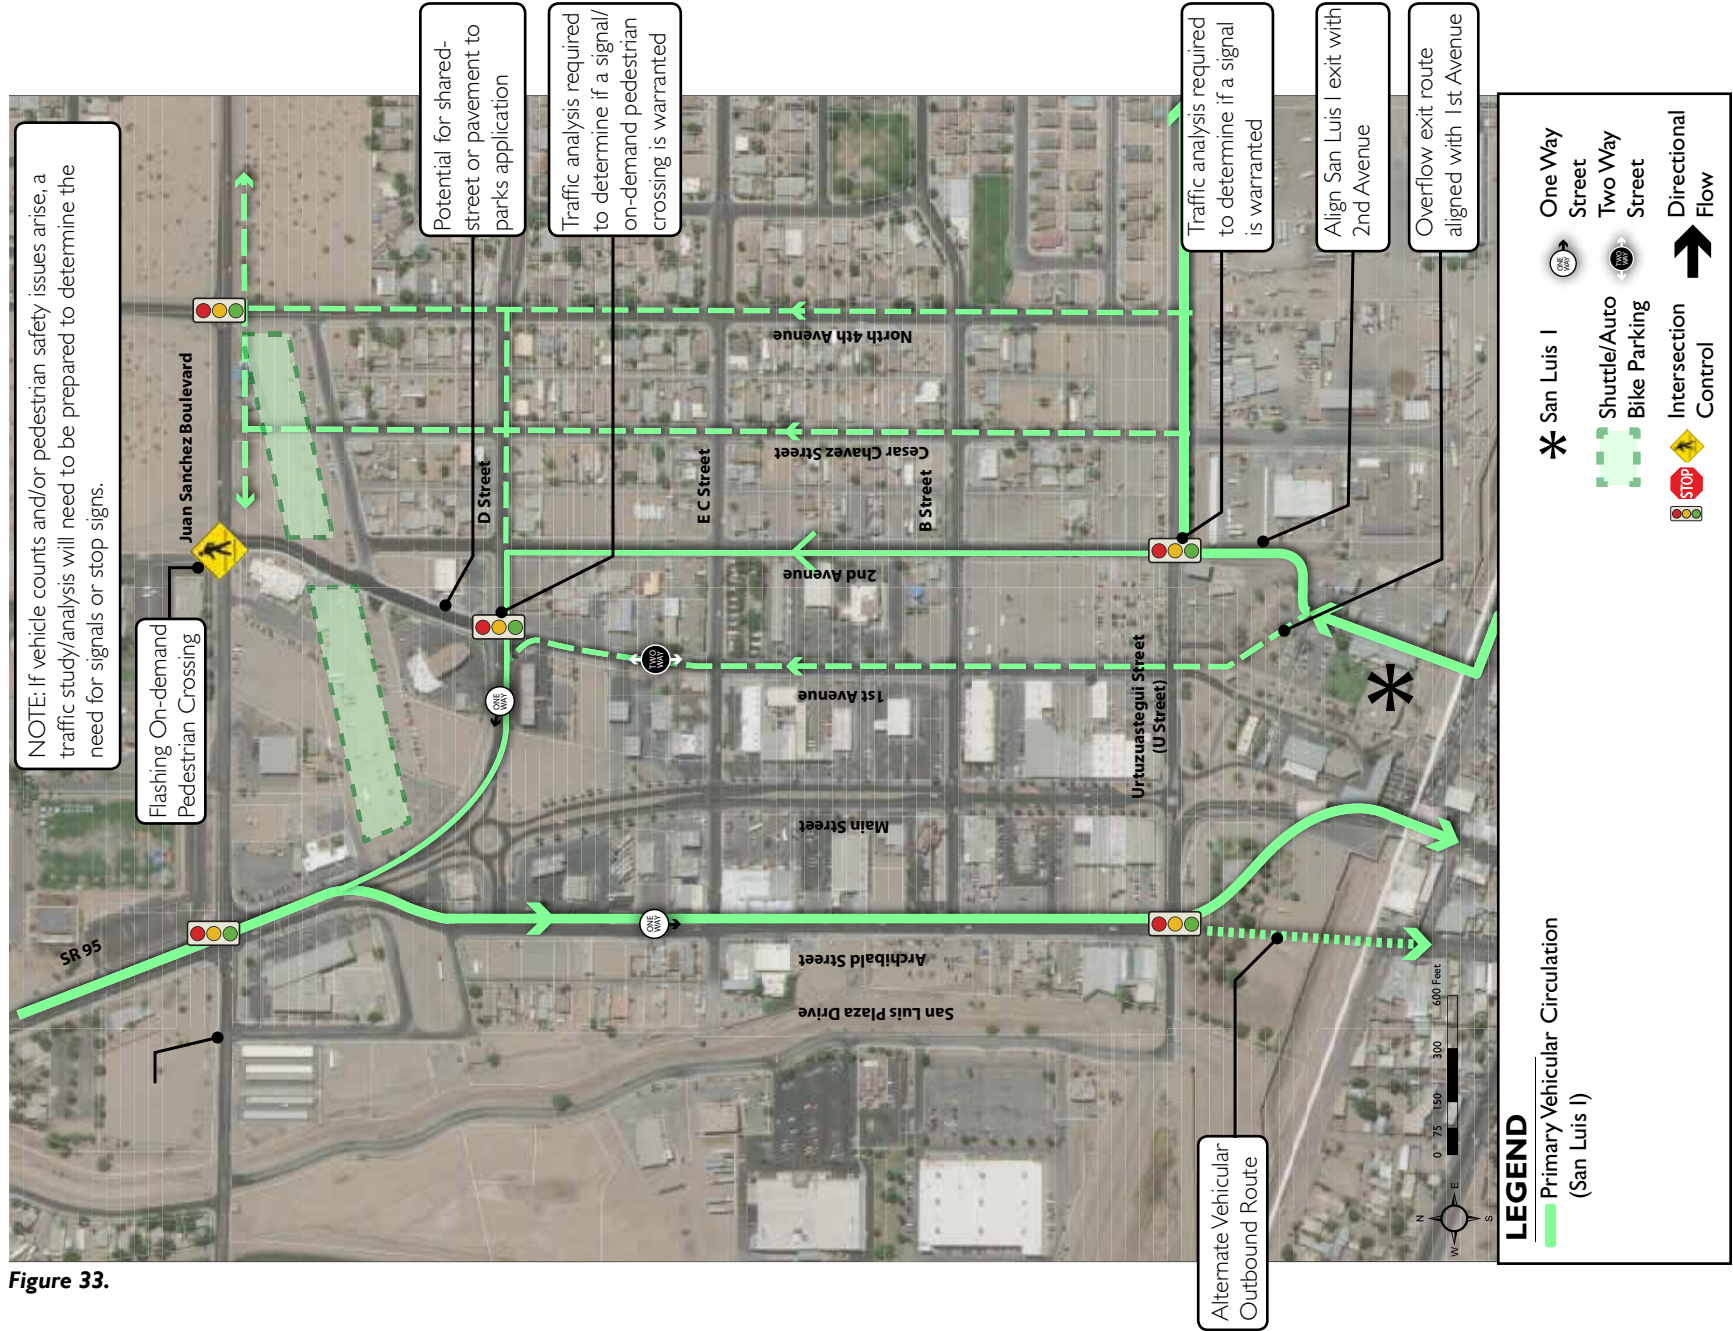 NOTE: If vehicle counts and/or pedestrian safety issues arise, a
traffic study/analysis will need to be prepared to determine the
need for signals or stop signs.
Flashing On-demand
Pedestrian Crossing
Potential for shared-
street or pavement to
parks application
Traffic analysis required
to determine if a signal/
on-demand pedestrian
crossing is warranted
Traffic analysis required
to determine if a signal
is warranted
Align San Luis I exit with
2nd Avenue
Overflow exit route
aligned with 1st Avenue
Alternate Vehicular
Outbound Route
Juan Sanchez Boulevard
SR 95
D Street
E C Street
B Street
Urtuzuastegui Street
(U Street)
North 4th Avenue
Cesar Chavez Street
2nd Avenue
1st Avenue
Main Street
Archibald Street
San Luis Plaza Drive
ONE
WAY
TWO
WAY
ONE
WAY
*
N
W
E
S
0 75 150 300 600 Feet
LEGEND
Primary Vehicular Circulation
(San Luis I)
* San Luis I
Shuttle/Auto
Bike Parking
STOP
Intersection
Control
ONE
WAY
One Way
Street
TWO
WAY
Two Way
Street
Directional
Flow
Figure 33.